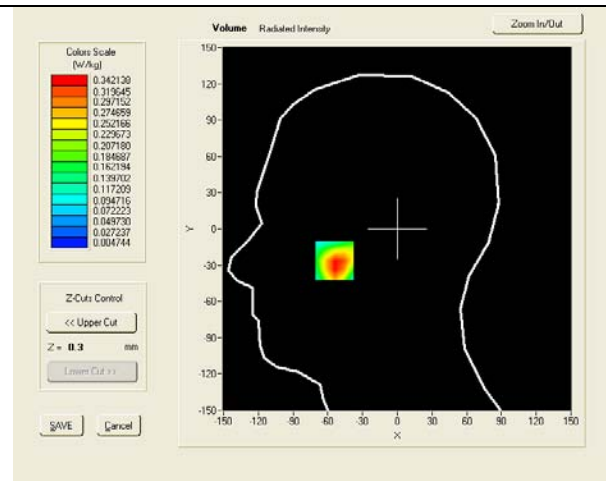 Volume Radiated Intensity
Zoom In/Out
Colors Scale
(W/kg)
0.342138
0.319645
0.297152
0.274659
0.252166
0.229673
0.207180
0.184687
0.162194
0.139702
0.117209
0.094716
0.072223
0.049730
0.027237
0.004744
Z-Cuts Control
<< Upper Cut
Z = 0.3 mm
Lower Cut >>
SAVE Cancel
150
120
90
60
30
0
-30
-60
-90
-120
-150
Y
-150 -120 -90 -60 -30 0 30 60 90 120 150
X